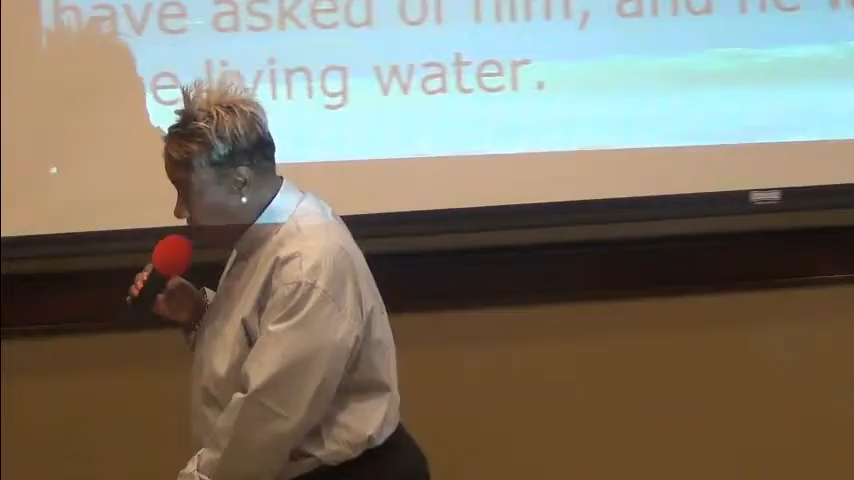 have asked of him, and he
living water.